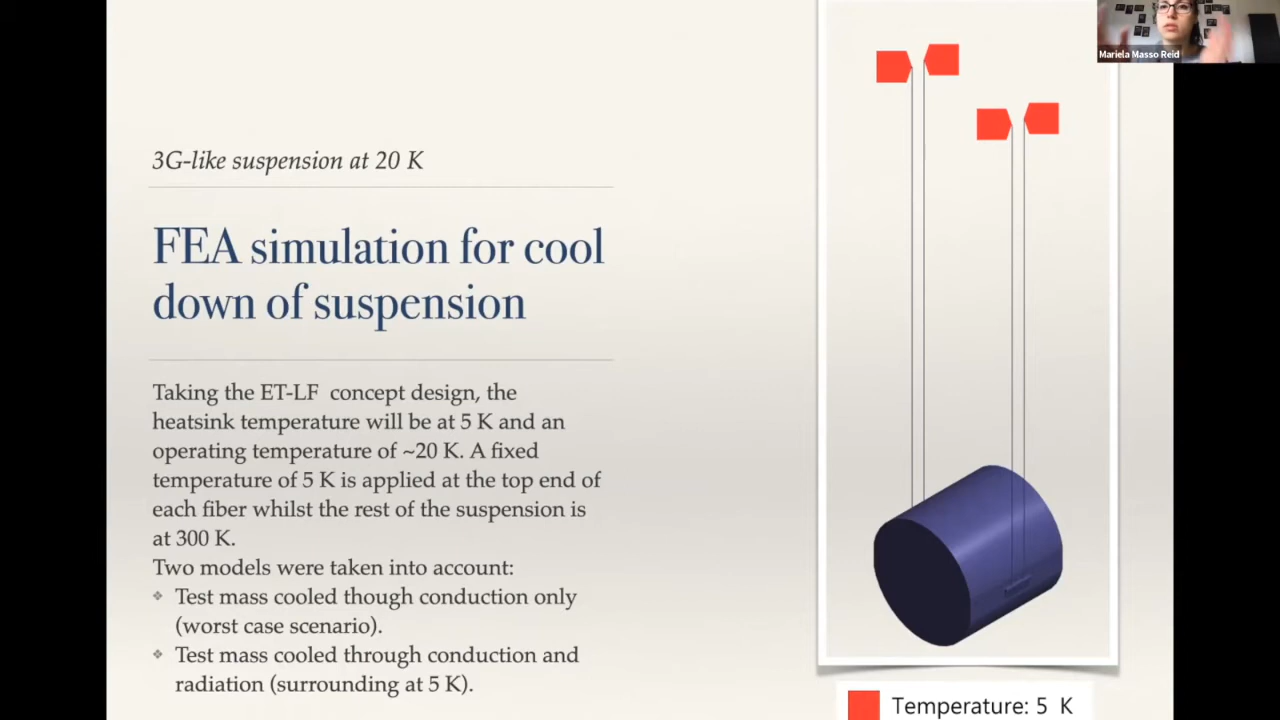 Mariela Masso Reid
3G-like suspension at 20 K
FEA simulation for cool
down of suspension
Taking the ET-LF concept design, the
heatsink temperature will be at 5 K and an
operating temperature of ~20 K. A fixed
temperature of 5 K is applied at the top end of
each fiber whilst the rest of the suspension is
at 300 K.
Two models were taken into account:
❖ Test mass cooled though conduction only
(worst case scenario).
❖ Test mass cooled through conduction and
radiation (surrounding at 5 K).
Temperature: 5 K